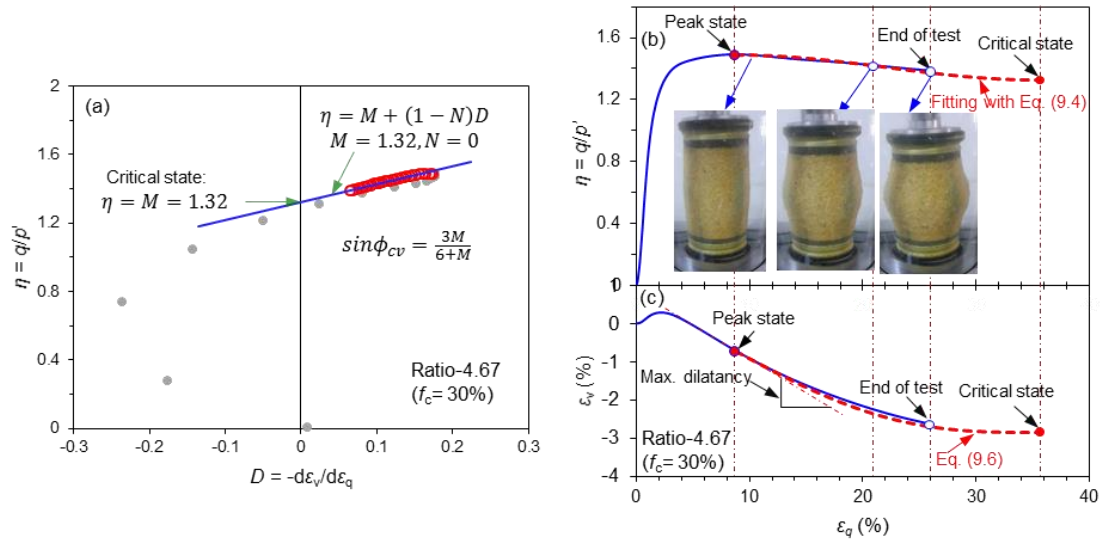 (a)
η = M + (1 − N)D
M = 1.32, N = 0
Critical state:
η = M = 1.32
sinϕcv = 3M/6+M
Ratio-4.67
(fc= 30%)
2
1.6
1.2
0.8
0.4
0
-0.3
-0.2
-0.1
0
0.1
0.2
0.3
η = q/p'
D = -dεv/dεq
(b)
Peak state
End of test
Critical state
Fitting with Eq. (9.4)
1.6
1.2
0.8
0.4
0
η = q/p'
(c)
Peak state
Max. dilatancy
End of test
Critical state
Ratio-4.67
(fc= 30%)
Eq. (9.6)
1
0
-1
-2
-3
-4
εv (%)
0
10
20
30
40
εq (%)